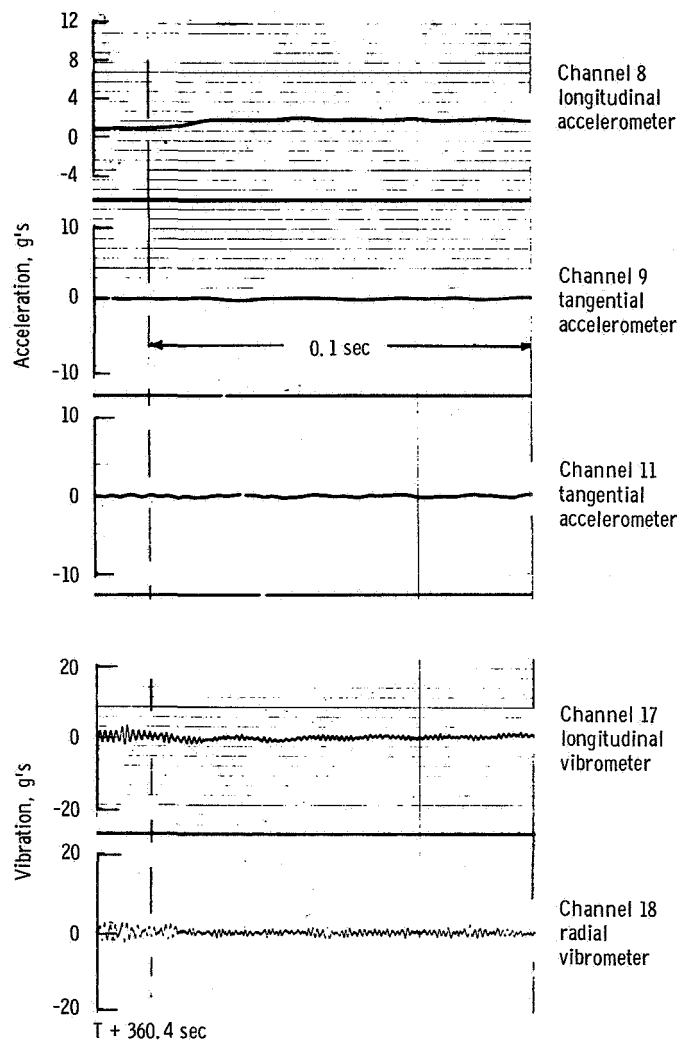 12
8
4
0
-4
Channel 8
longitudinal
accelerometer
Acceleration, g's
10
0
-10
Channel 9
tangential
accelerometer
0.1 sec
10
0
-10
Channel 11
tangential
accelerometer
Vibration, g's
20
0
-20
Channel 17
longitudinal
vibrometer
20
0
-20
Channel 18
radial
vibrometer
T + 360.4 sec